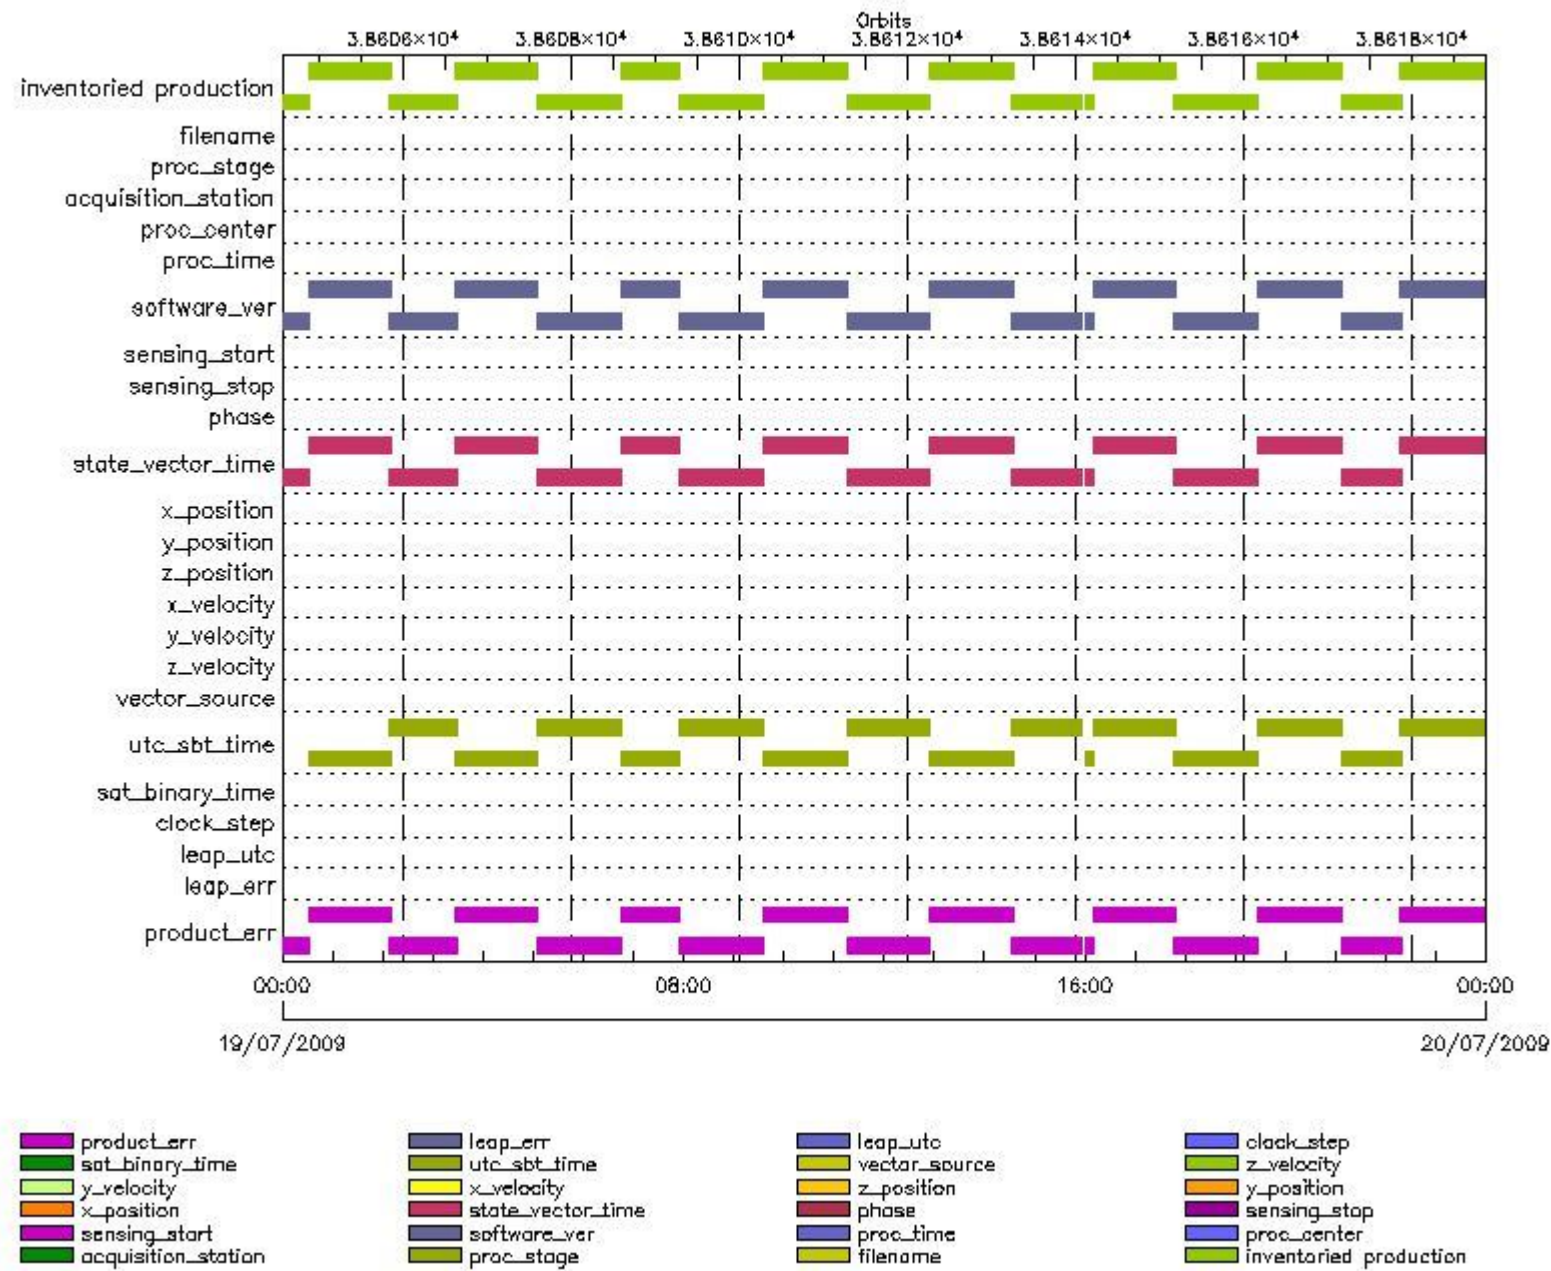 Orbits
3.8606×10⁴ 3.8608×10⁴ 3.8610×10⁴ 3.8612×10⁴ 3.8614×10⁴ 3.8616×10⁴ 3.8618×10⁴
inventoried production
filename
proc_stage
acquisition_station
proc_center
proc_time
software_ver
sensing_start
sensing_stop
phase
state_vector_time
x_position
y_position
z_position
x_velocity
y_velocity
z_velocity
vector_source
utc_sbt_time
sat_binary_time
clock_step
leap_utc
leap_err
product_err
00:00 08:00 16:00 00:00
19/07/2009 20/07/2009
product_err leap_err leap_utc clock_step
sat_binary_time utc_sbt_time vector_source z_velocity
y_velocity x_velocity z_position y_position
x_position state_vector_time phase sensing_stop
sensing_start software_ver proc_time proc_center
acquisition_station proc_stage filename inventoried production